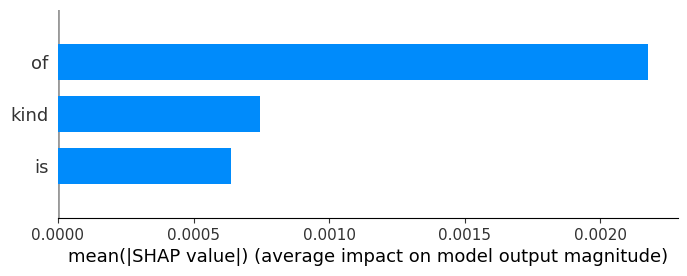 of
kind
is
0.0000 0.0005 0.0010 0.0015 0.0020
mean(|SHAP value|) (average impact on model output magnitude)